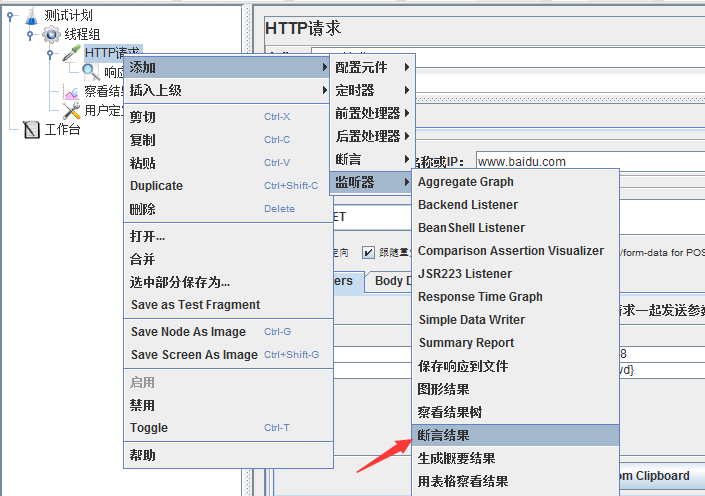 测试计划
线程组
HTTP请求
响应
察看结果
用户定
工作台
HTTP请求
添加
插入上级
剪切 Ctrl-X
复制 Ctrl-C
粘贴 Ctrl-V
Duplicate Ctrl+Shift-C
删除 Delete
打开...
合并
选中部分保存为...
Save as Test Fragment
Save Node As Image Ctrl-G
Save Screen As Image Ctrl+Shift-G
启用
禁用
Toggle Ctrl-T
帮助
配置元件
定时器
前置处理器
后置处理器
断言
监听器
Aggregate Graph
Backend Listener
BeanShell Listener
Comparison Assertion Visualizer
JSR223 Listener
Response Time Graph
Simple Data Writer
Summary Report
保存响应到文件
图形结果
察看结果树
断言结果
生成概要结果
用表格察看结果
名称或IP： www.baidu.com
ET
定向 跟随重
/form-data for POS
ers Body D
请求一起发送参数
8
wd}
om Clipboard